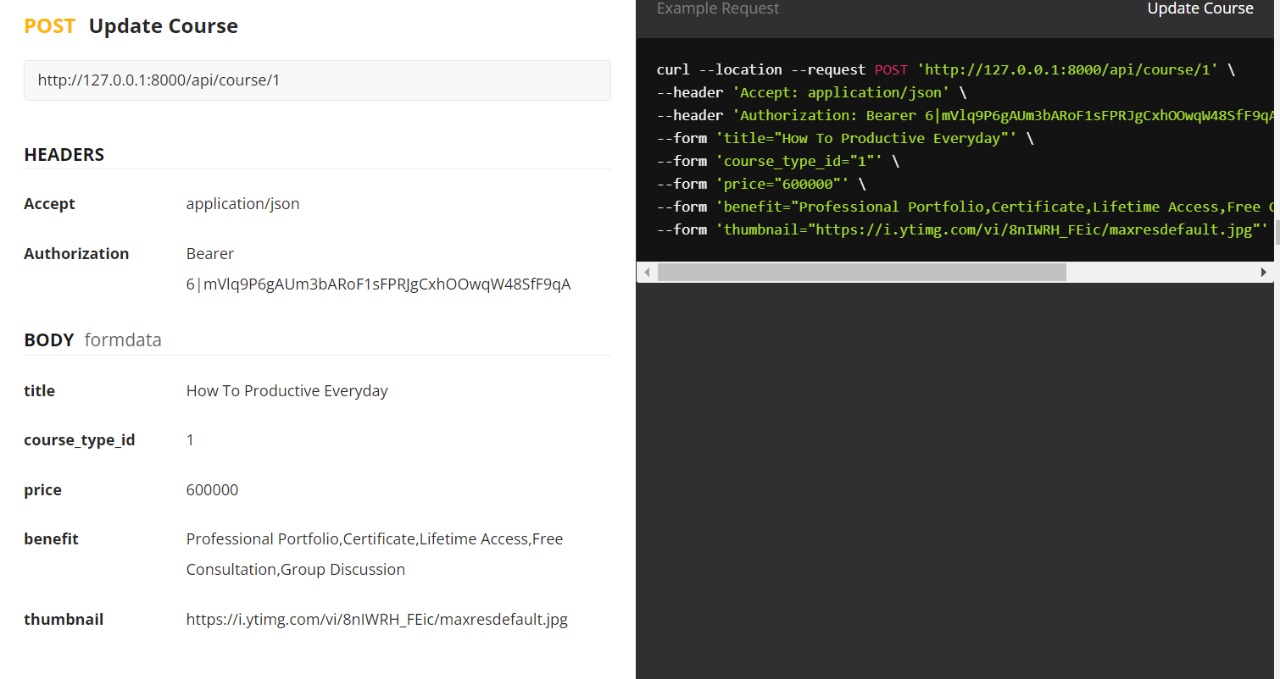 POST Update Course
http://127.0.0.1:8000/api/course/1
HEADERS
Accept application/json
Authorization Bearer
6|mVlq9P6gAUm3bARoF1sFPRJgCxhOOwqW48SfF9qA
BODY formdata
title How To Productive Everyday
course_type_id 1
price 600000
benefit Professional Portfolio,Certificate,Lifetime Access,Free
Consultation,Group Discussion
thumbnail https://i.ytimg.com/vi/8nIWRH_FEic/maxresdefault.jpg
Example Request Update Course
curl --location --request POST 'http://127.0.0.1:8000/api/course/1' \
--header 'Accept: application/json' \
--header 'Authorization: Bearer 6|mVlq9P6gAUm3bARoF1sFPRJgCxhOOwqW48SfF9qA
--form 'title="How To Productive Everyday"' \
--form 'course_type_id="1"' \
--form 'price="600000"' \
--form 'benefit="Professional Portfolio,Certificate,Lifetime Access,Free
--form 'thumbnail="https://i.ytimg.com/vi/8nIWRH_FEic/maxresdefault.jpg"'